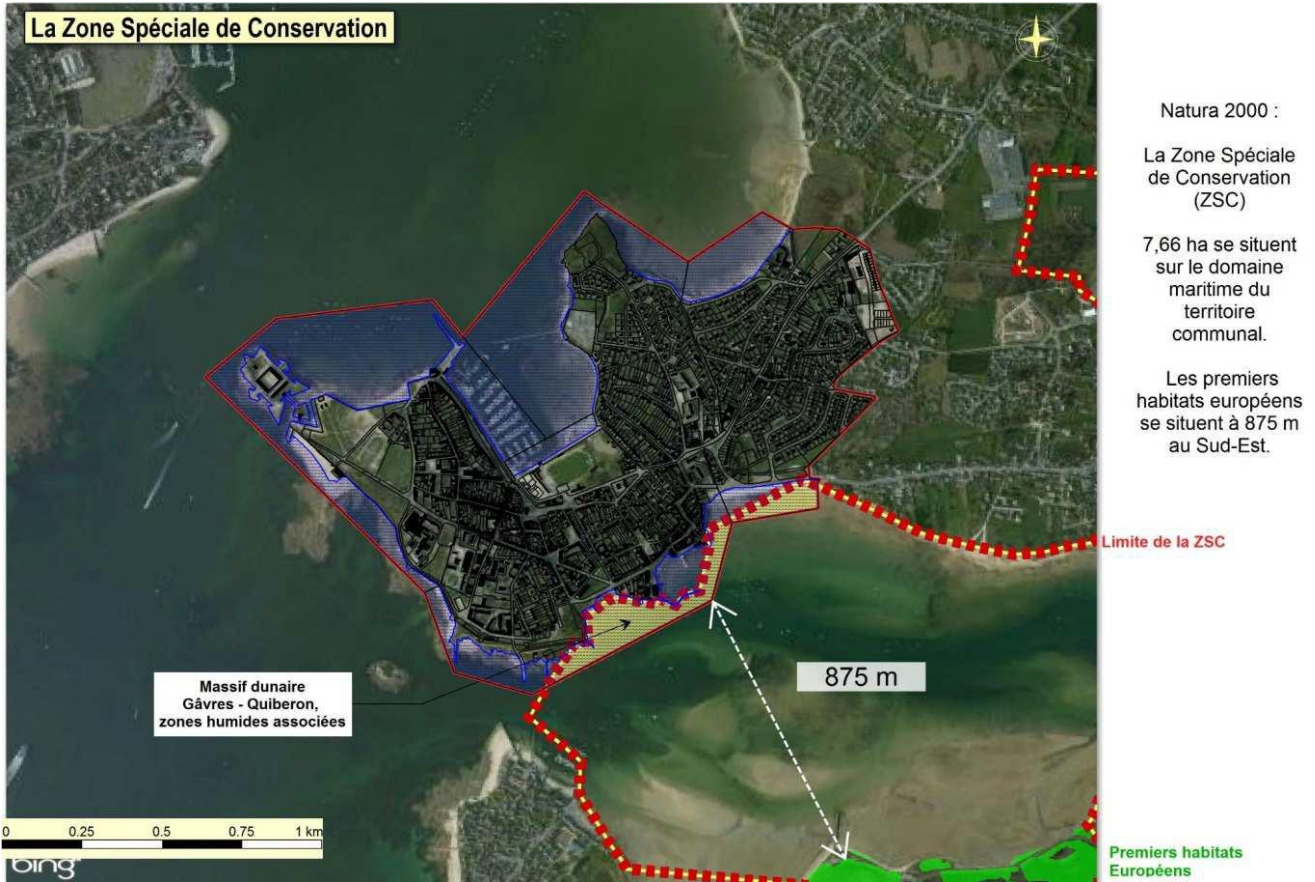 La Zone Spéciale de Conservation
Natura 2000 :
La Zone Spéciale
de Conservation
(ZSC)
7,66 ha se situent
sur le domaine
maritime du
territoire
communal.
Les premiers
habitats européens
se situent à 875 m
au Sud-Est.
Limite de la ZSC
875 m
Massif dunaire
Gâvres - Quiberon,
zones humides associées
0 0.25 0.5 0.75 1 km
bing
Premiers habitats
Européens